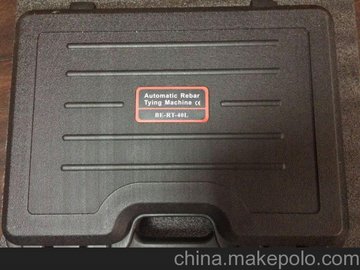 Automatic Rebar
Tying Machine CE
BE-RT-40L
china.makepolo.com